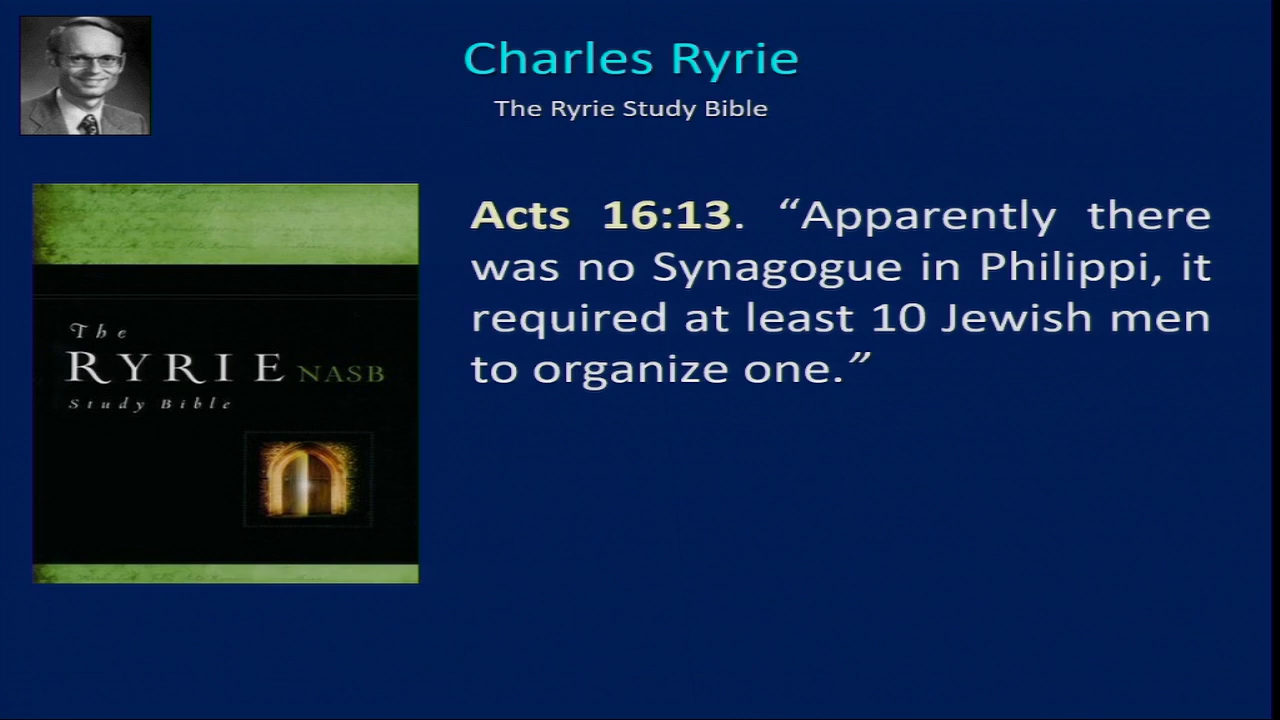 Charles Ryrie
The Ryrie Study Bible
Acts 16:13. “Apparently there
was no Synagogue in Philippi, it
required at least 10 Jewish men
to organize one.”
The
RYRIE NASB
Study Bible